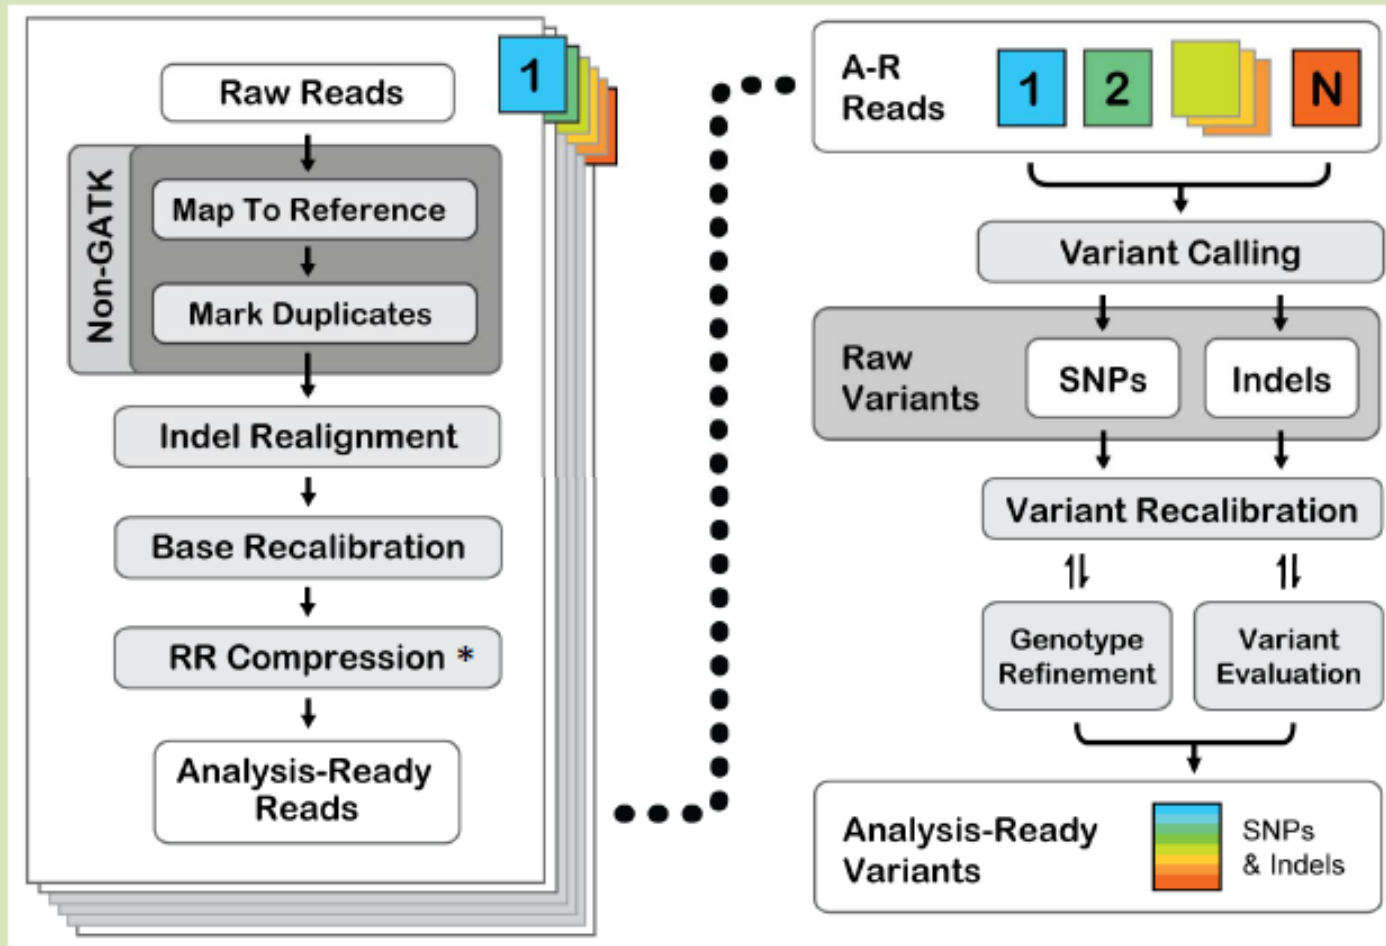 1
Raw Reads
Non-GATK
Map To Reference
Mark Duplicates
Indel Realignment
Base Recalibration
RR Compression *
Analysis-Ready
Reads
A-R
Reads
1
2
N
Variant Calling
Raw
Variants
SNPs
Indels
Variant Recalibration
Genotype
Refinement
Variant
Evaluation
Analysis-Ready
Variants
SNPs
& Indels